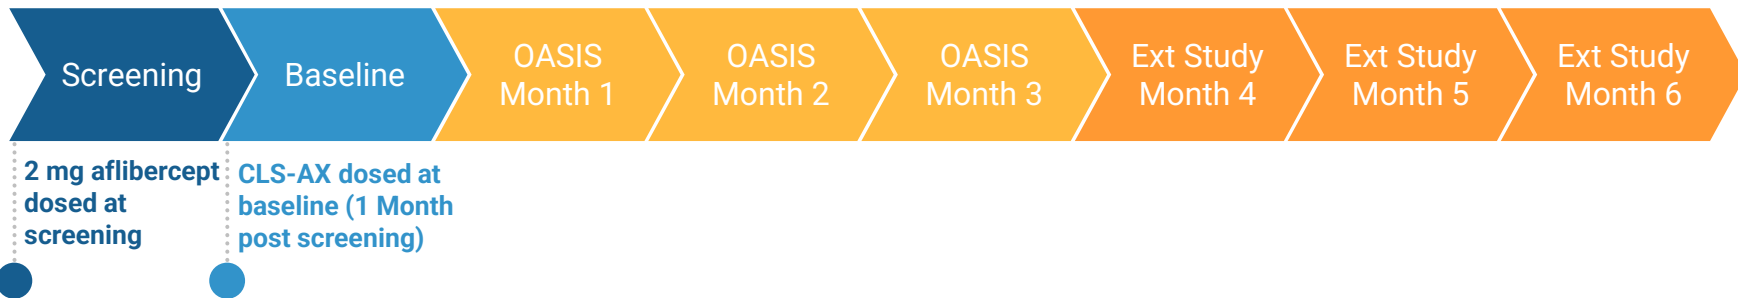 Screening
Baseline
OASIS
Month 1
OASIS
Month 2
OASIS
Month 3
Ext Study
Month 4
Ext Study
Month 5
Ext Study
Month 6
2 mg aflibercept
dosed at
screening
CLS-AX dosed at
baseline (1 Month
post screening)